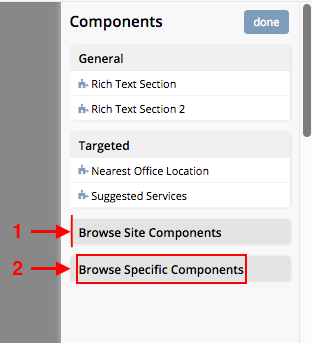 Components
done
General
Rich Text Section
Rich Text Section 2
Targeted
Nearest Office Location
Suggested Services
1
Browse Site Components
2
Browse Specific Components